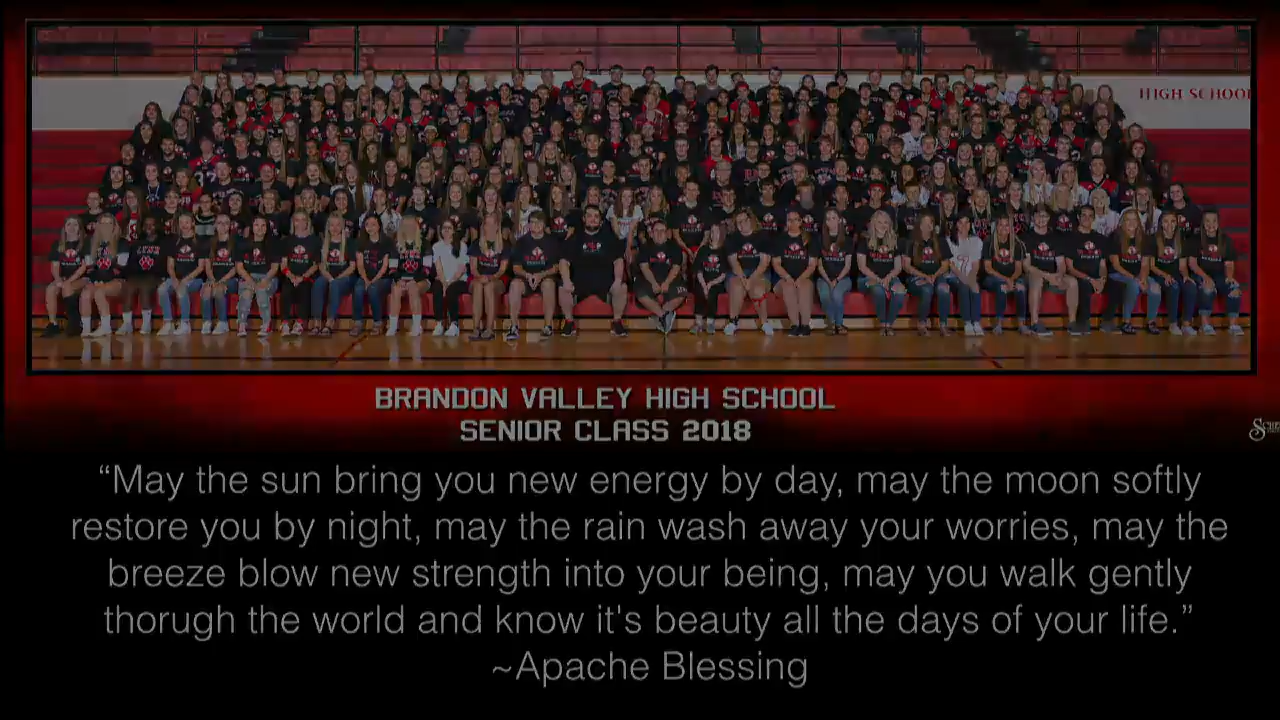 HIGH SCHOOL
BRANDON VALLEY HIGH SCHOOL
SENIOR CLASS 2018
“May the sun bring you new energy by day, may the moon softly
restore you by night, may the rain wash away your worries, may the
breeze blow new strength into your being, may you walk gently
thorugh the world and know it's beauty all the days of your life.”
~Apache Blessing